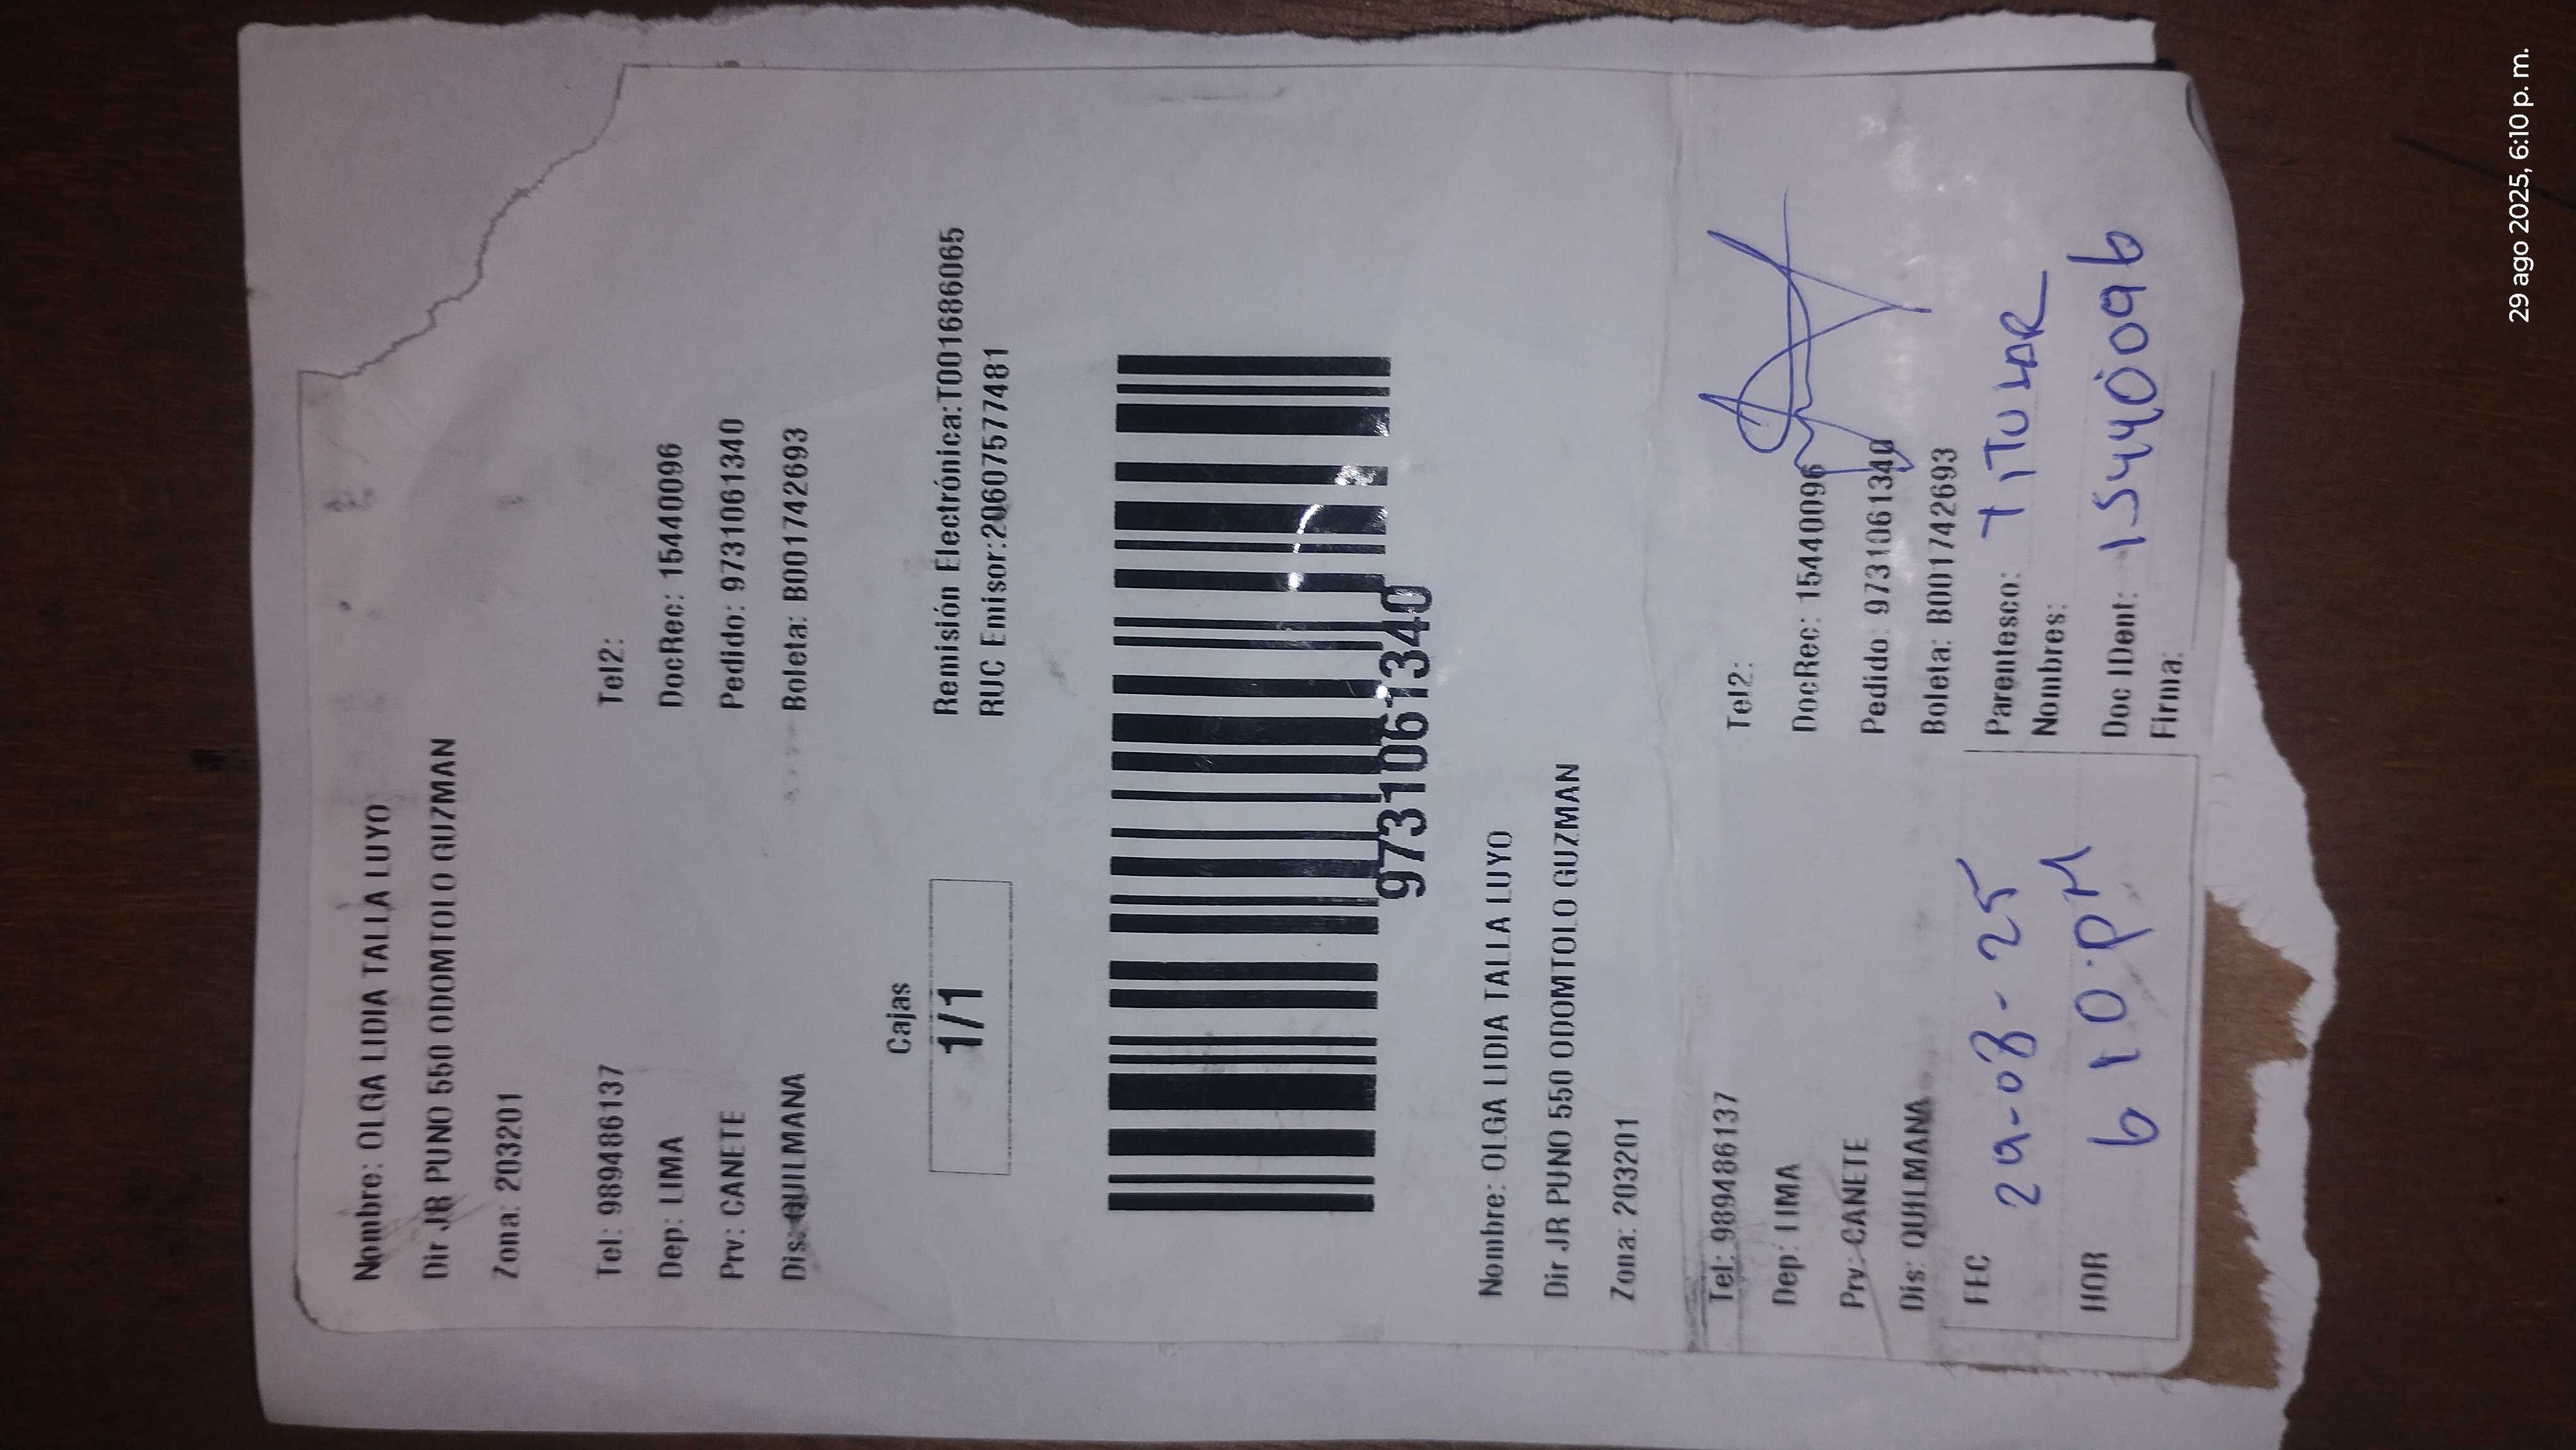 Nombre: OLGA LIDIA TALLA LUYO
Dir JR PUNO 550 ODOMTOLO GUZMAN
Zona: 203201
Tel: 989486137 Tel2:
Dep: LIMA DocRec: 15440096
Prv: CANETE Pedido: 9731061340
Dis: QUILMANA Boleta: B001742693
Cajas
1/1
Remisión Electrónica:T001686065
RUC Emisor:20607577481
9731061340
Nombre: OLGA LIDIA TALLA LUYO
Dir JR PUNO 550 ODOMTOLO GUZMAN
Zona: 203201
Tel: 989486137 Tel2:
Dep: LIMA DocRec: 15440096
Prv: CANETE Pedido: 9731061340
Dis: QUILMANA Boleta: B001742693
FEC 29-08-25 Parentesco: TITULAR
Nombres:
HOR 6 10.PM Doc IDent: 15440096
Firma:
29 ago 2025, 6:10 p. m.